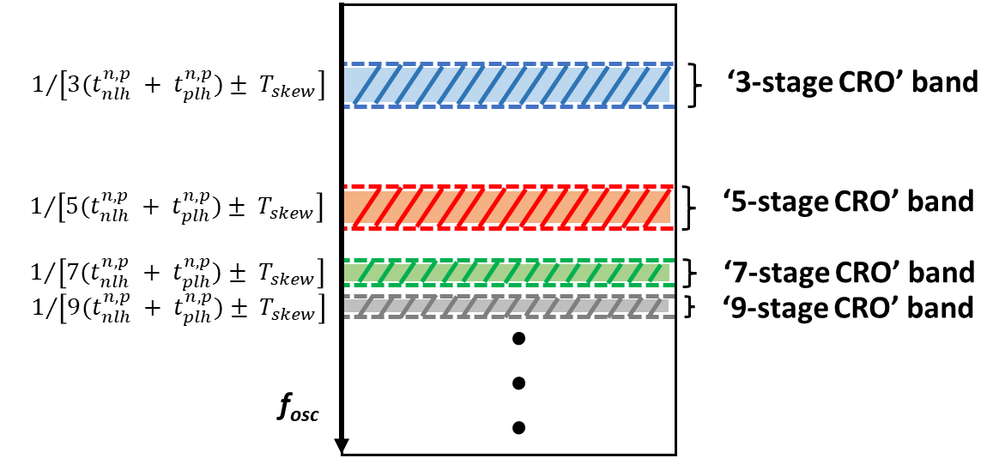 1/[3(t_{nlh}^{n,p} + t_{plh}^{n,p}) ± T_{skew}]
‘3-stage CRO’ band
1/[5(t_{nlh}^{n,p} + t_{plh}^{n,p}) ± T_{skew}]
‘5-stage CRO’ band
1/[7(t_{nlh}^{n,p} + t_{plh}^{n,p}) ± T_{skew}]
‘7-stage CRO’ band
1/[9(t_{nlh}^{n,p} + t_{plh}^{n,p}) ± T_{skew}]
‘9-stage CRO’ band
f_{osc}